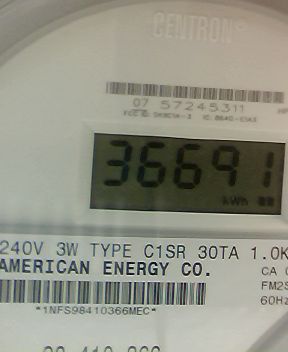 CENTRON®
07 57245311
36691
kWh
240V 3W TYPE C1SR 30TA 1.0K
AMERICAN ENERGY CO.
CA
FM2S
60Hz
*1NFS98410366MEC*